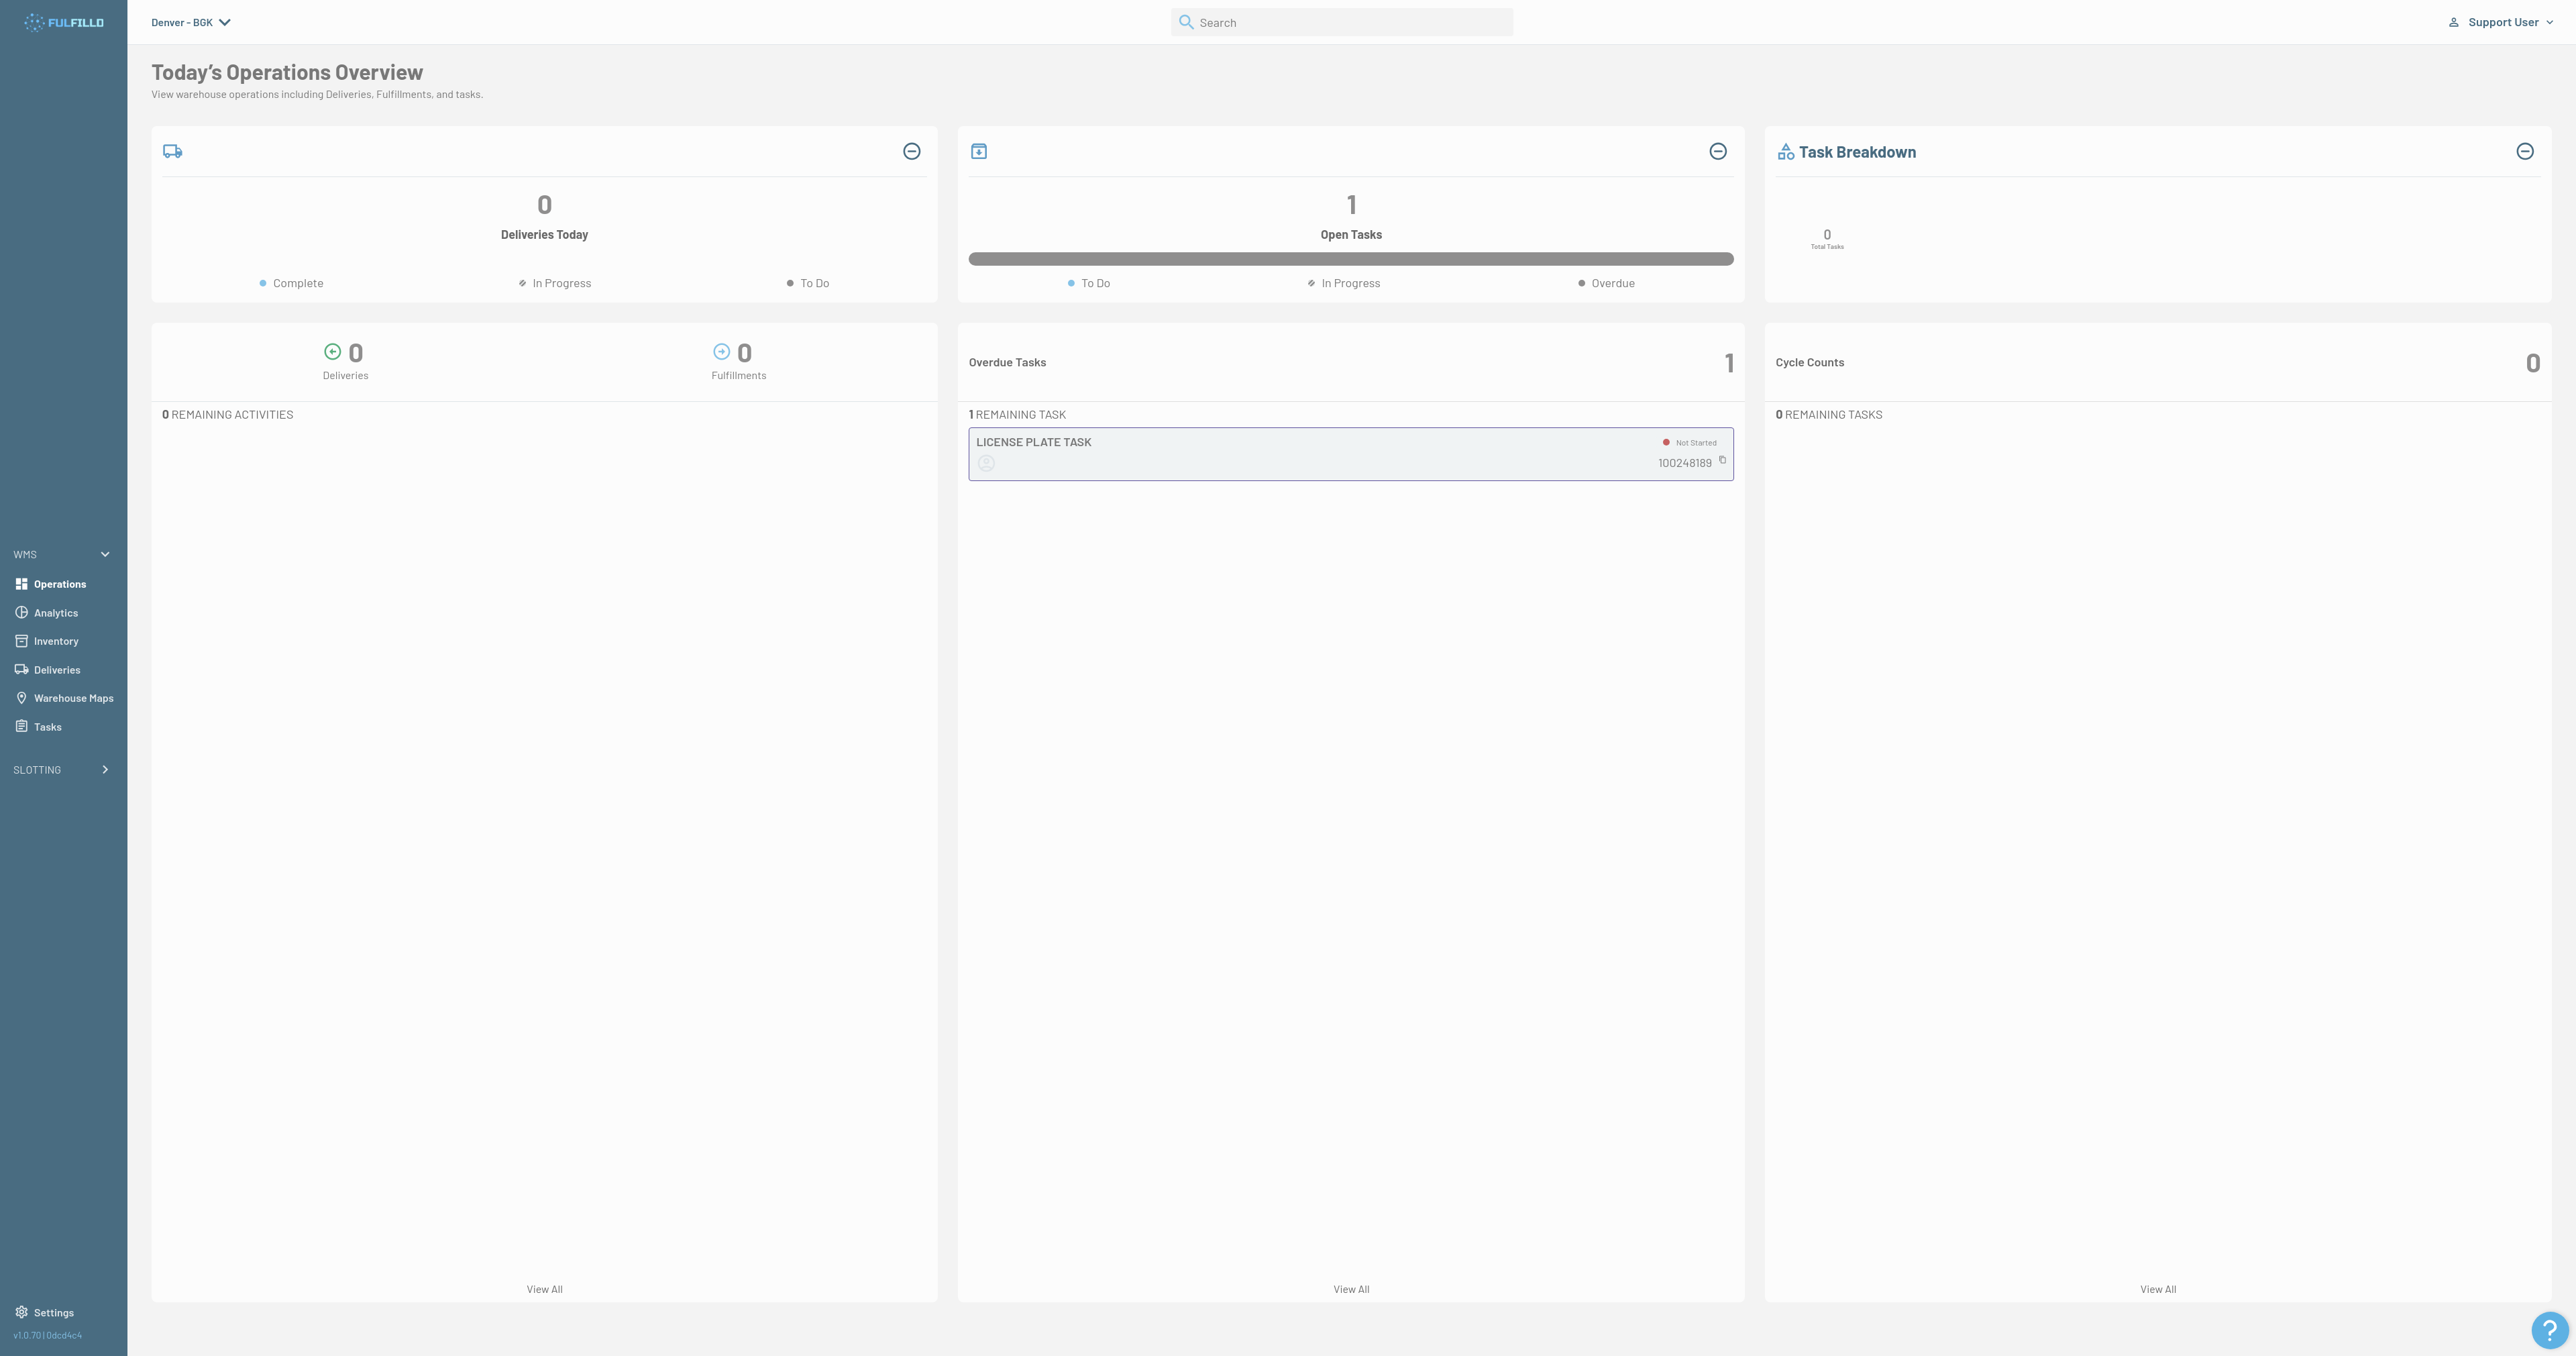 FULFILLD
Denver - BGK
Search
Support User
Today's Operations Overview
View warehouse operations including Deliveries, Fulfillments, and tasks.
0
Deliveries Today
Complete
In Progress
To Do
1
Open Tasks
To Do
In Progress
Overdue
Task Breakdown
0
Total Tasks
0
Deliveries
0
Fulfillments
0 REMAINING ACTIVITIES
View All
Overdue Tasks
1
1 REMAINING TASK
LICENSE PLATE TASK
Not Started
100248189
View All
Cycle Counts
0
0 REMAINING TASKS
View All
WMS
Operations
Analytics
Inventory
Deliveries
Warehouse Maps
Tasks
SLOTTING
Settings
v1.0.70 | 0dcd4c4
?